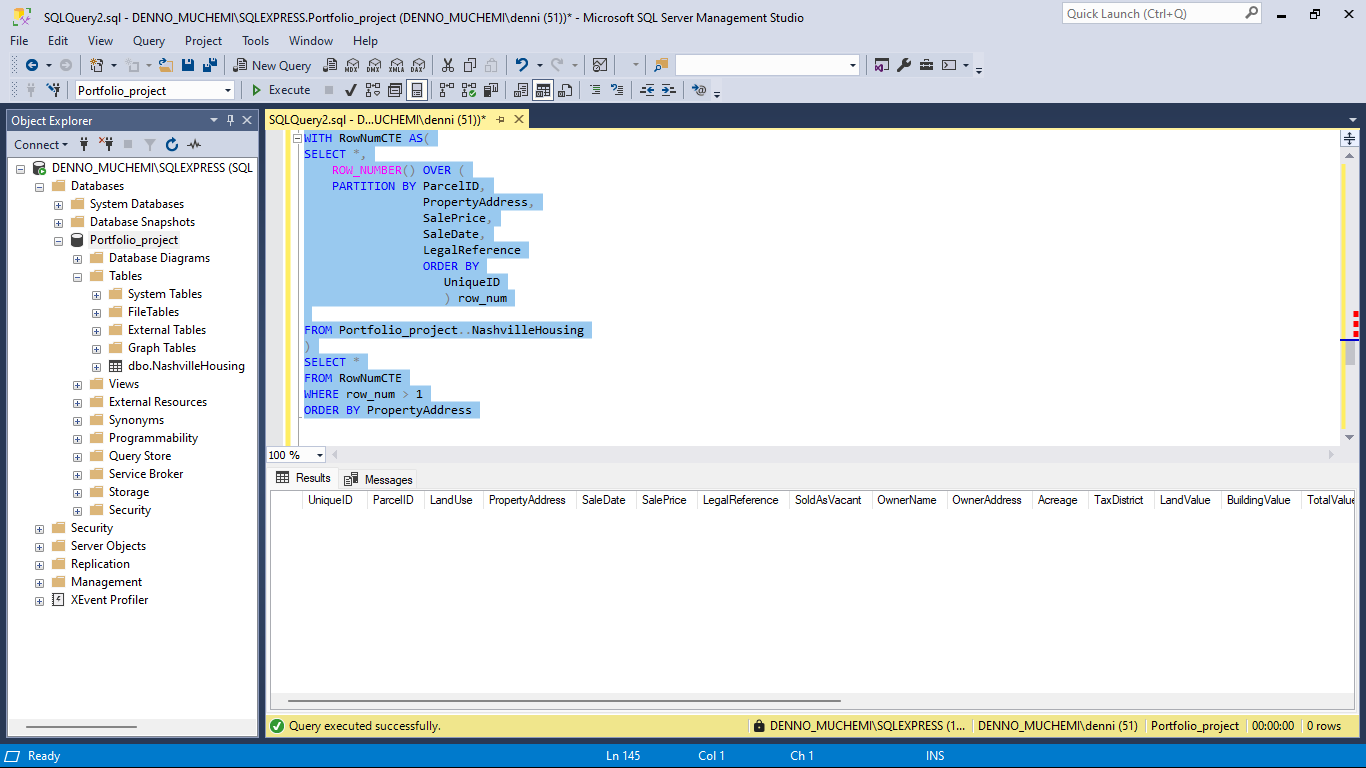 SQLQuery2.sql - DENNO_MUCHEMI\SQLEXPRESS.Portfolio_project (DENNO_MUCHEMI\denni (51))* - Microsoft SQL Server Management Studio
Quick Launch (Ctrl+Q)
File Edit View Query Project Tools Window Help
New Query MDX DMX XMLA DAX
Portfolio_project Execute
Object Explorer
SQLQuery2.sql - D...UCHEMI\denni (51))*
Connect
DENNO_MUCHEMI\SQLEXPRESS (SQL
Databases
System Databases
Database Snapshots
Portfolio_project
Database Diagrams
Tables
System Tables
FileTables
External Tables
Graph Tables
dbo.NashvilleHousing
Views
External Resources
Synonyms
Programmability
Query Store
Service Broker
Storage
Security
Security
Server Objects
Replication
Management
XEvent Profiler
WITH RowNumCTE AS(
SELECT *,
ROW_NUMBER() OVER (
PARTITION BY ParcelID,
PropertyAddress,
SalePrice,
SaleDate,
LegalReference
ORDER BY
UniqueID
) row_num
FROM Portfolio_project..NashvilleHousing
)
SELECT *
FROM RowNumCTE
WHERE row_num > 1
ORDER BY PropertyAddress
100 %
Results Messages
UniqueID ParcelID LandUse PropertyAddress SaleDate SalePrice LegalReference SoldAsVacant OwnerName OwnerAddress Acreage TaxDistrict LandValue BuildingValue TotalValue
Query executed successfully. DENNO_MUCHEMI\SQLEXPRESS (1... DENNO_MUCHEMI\denni (51) Portfolio_project 00:00:00 0 rows
Ready Ln 145 Col 1 Ch 1 INS